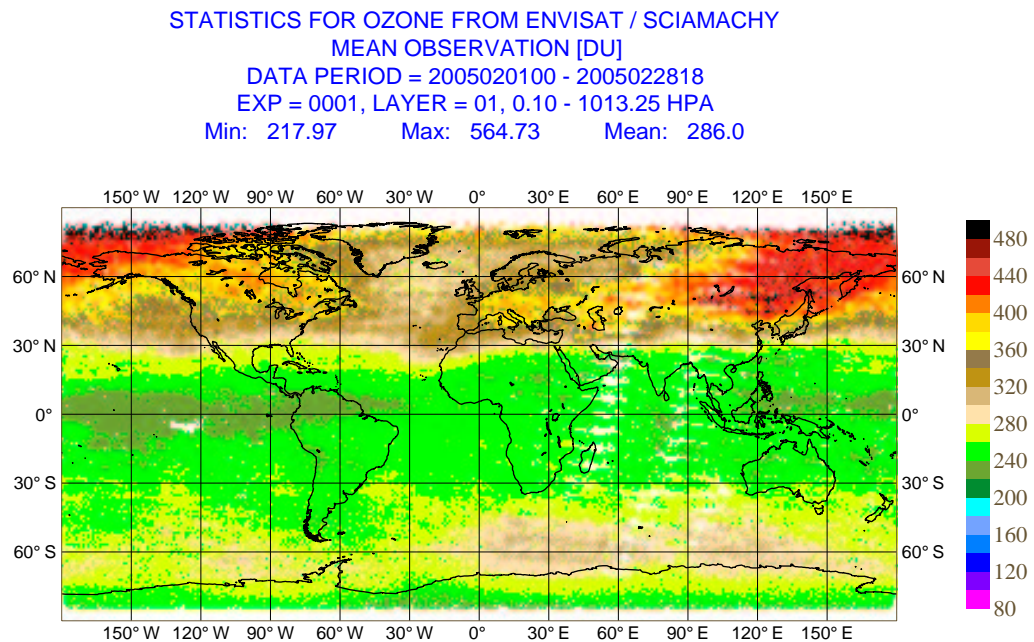 STATISTICS FOR OZONE FROM ENVISAT / SCIAMACHY
MEAN OBSERVATION [DU]
DATA PERIOD = 2005020100 - 2005022818
EXP = 0001, LAYER = 01, 0.10 - 1013.25 HPA
Min: 217.97 Max: 564.73 Mean: 286.0
150°W 120°W 90°W 60°W 30°W 0° 30°E 60°E 90°E 120°E 150°E
60°N 60°N
30°N 30°N
0° 0°
30°S 30°S
60°S 60°S
150°W 120°W 90°W 60°W 30°W 0° 30°E 60°E 90°E 120°E 150°E
480
440
400
360
320
280
240
200
160
120
80